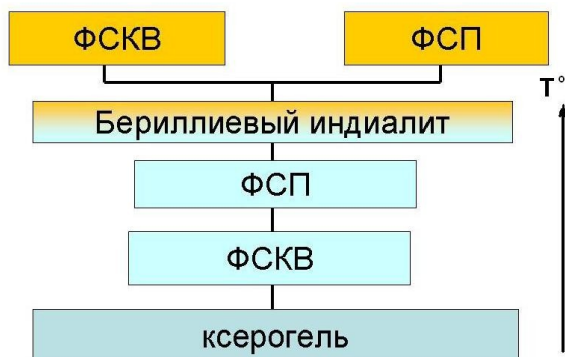 ФСКВ
ФСП
T°
Бериллиевый индиалит
ФСП
ФСКВ
ксерогель